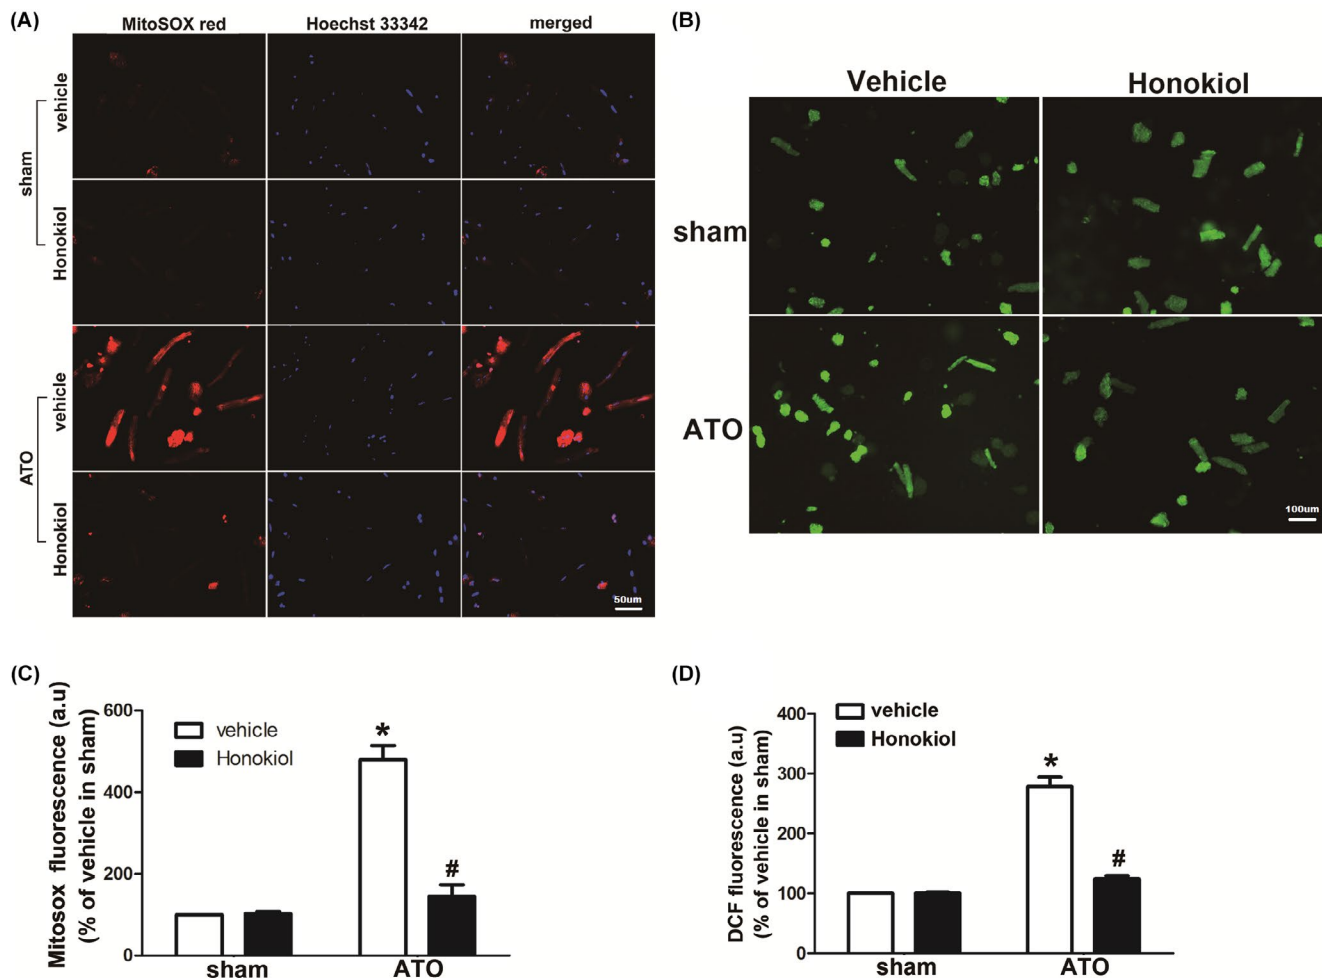 (A)
MitoSOX red Hoechst 33342 merged
sham
vehicle
Honokiol
ATO
vehicle
Honokiol
50um
(B)
Vehicle Honokiol
sham
ATO
100um
(C)
Mitosox fluorescence (a.u)
(% of vehicle in sham)
600
400
200
0
vehicle
Honokiol
*
#
sham ATO
(D)
DCF fluorescence (a.u)
(% of vehicle in sham)
400
300
200
100
0
vehicle
Honokiol
*
#
sham ATO